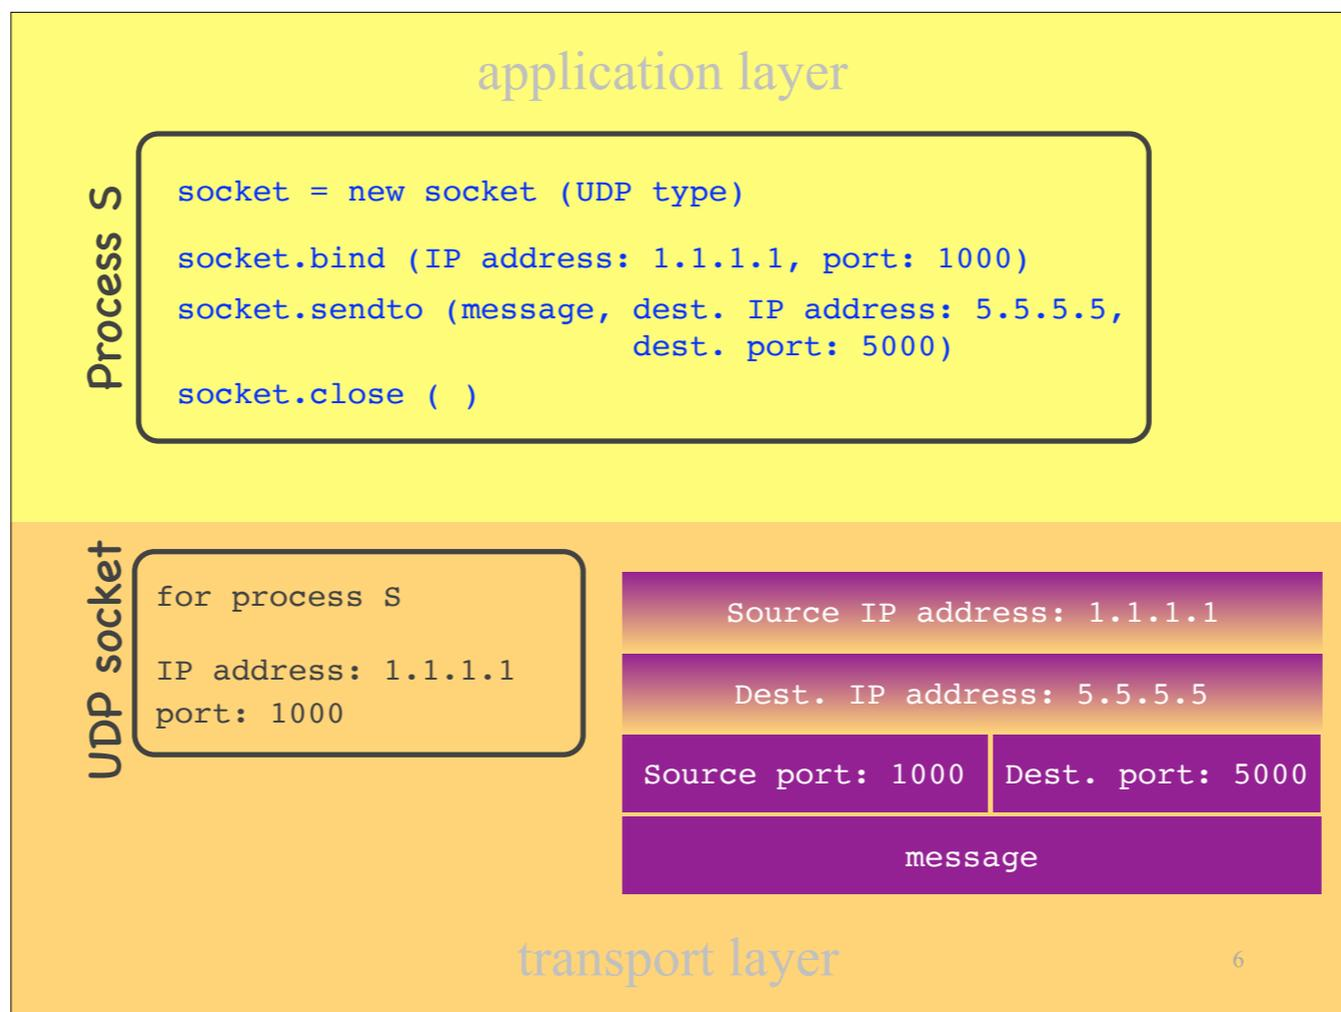 application layer
Process S
socket = new socket (UDP type)
socket.bind (IP address: 1.1.1.1, port: 1000)
socket.sendto (message, dest. IP address: 5.5.5.5,
dest. port: 5000)
socket.close ( )
UDP socket
for process S
IP address: 1.1.1.1
port: 1000
Source IP address: 1.1.1.1
Dest. IP address: 5.5.5.5
Source port: 1000
Dest. port: 5000
message
transport layer
6